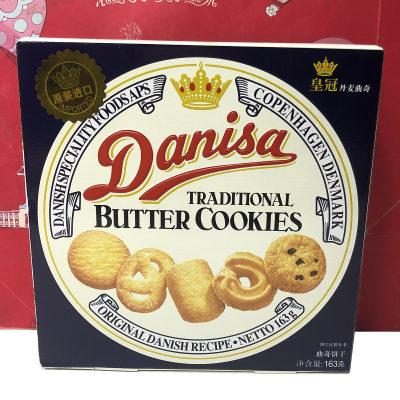 皇冠 丹麦曲奇
原装进口
IMPORTED
DANISH SPECIALITY FOODS APS
COPENHAGEN DENMARK
Danisa
TRADITIONAL
BUTTER COOKIES
ORIGINAL DANISH RECIPE • NETTO 163g
曲奇饼干
净含量: 163克